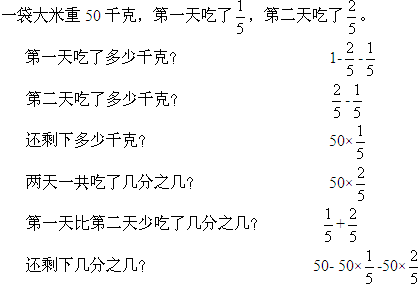 一袋大米重 50 千克，第一天吃了 1/5，第二天吃了 2/5。
第一天吃了多少千克？ 1-2/5-1/5
第二天吃了多少千克？ 2/5-1/5
还剩下多少千克？ 50×1/5
两天一共吃了几分之几？ 50×2/5
第一天比第二天少吃了几分之几？ 1/5+2/5
还剩下几分之几？ 50- 50×1/5-50×2/5